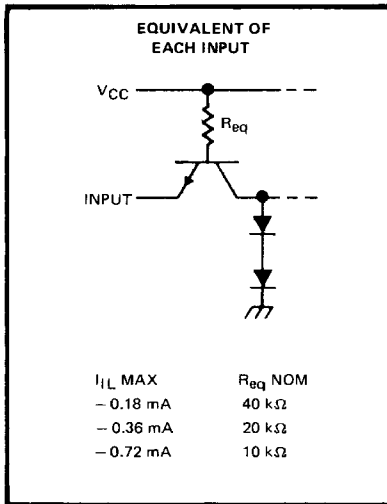 EQUIVALENT OF
EACH INPUT
VCC
Req
INPUT
IIL MAX Req NOM
– 0.18 mA 40 kΩ
– 0.36 mA 20 kΩ
– 0.72 mA 10 kΩ